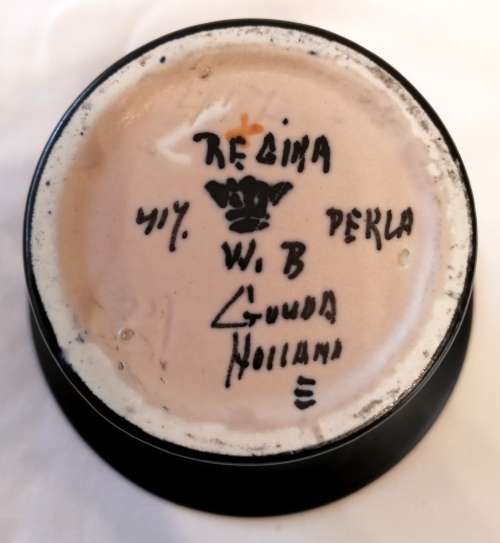 REGINA
417. PERLA
W. B
GOUDA
HOLLAND
E